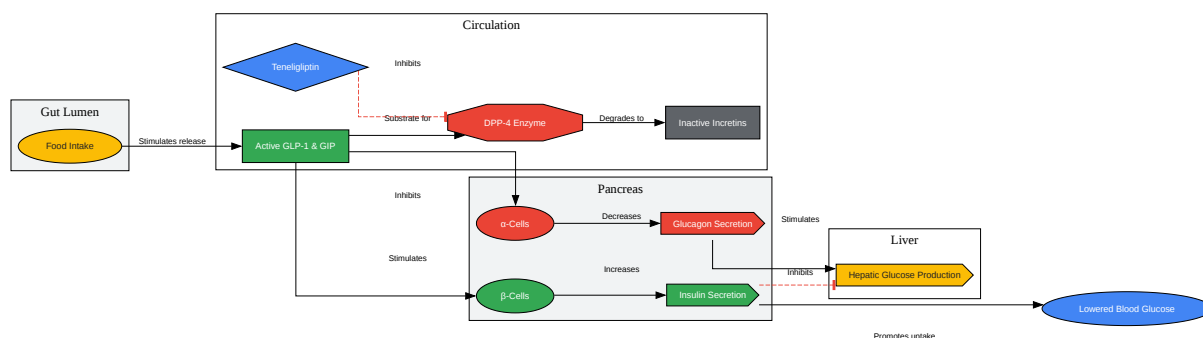 Circulation
Teneligliptin
Inhibits
Gut Lumen
Substrate for
DPP-4 Enzyme
Degrades to
Inactive Incretins
Food Intake
Stimulates release
Active GLP-1 & GIP
Pancreas
Inhibits
α-Cells
Decreases
Glucagon Secretion
Stimulates
Liver
Stimulates
Increases
Inhibits
Hepatic Glucose Production
β-Cells
Insulin Secretion
Lowered Blood Glucose
Promotes uptake